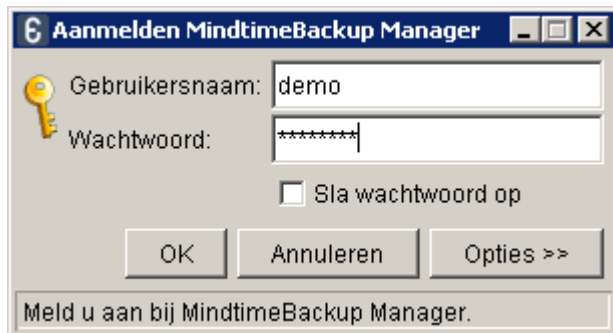 Aanmelden MindtimeBackup Manager
Gebruikersnaam: demo
Wachtwoord: ********
Sla wachtwoord op
OK Annuleren Opties >>
Meld u aan bij MindtimeBackup Manager.